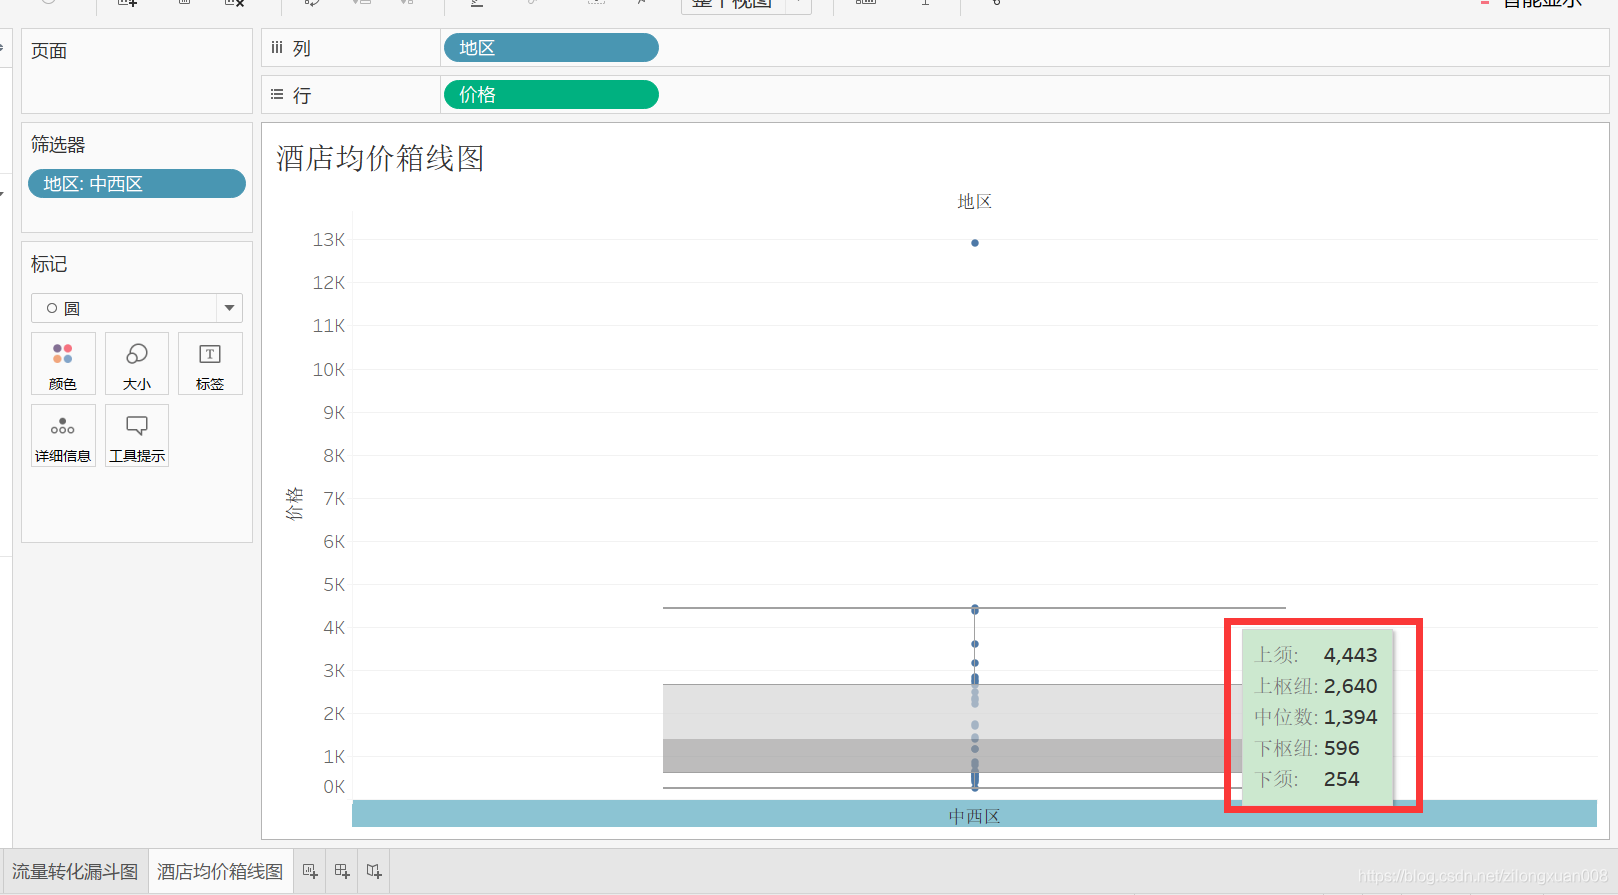 整个视图
智能显示
页面
iii 列
地区
行
价格
筛选器
地区: 中西区
标记
圆
颜色
大小
标签
详细信息
工具提示
酒店均价箱线图
地区
13K
12K
11K
10K
9K
8K
7K
6K
5K
4K
3K
2K
1K
0K
价格
上须: 4,443
上枢纽: 2,640
中位数: 1,394
下枢纽: 596
下须: 254
中西区
流量转化漏斗图
酒店均价箱线图
https://blog.csdn.net/zilongxuan008